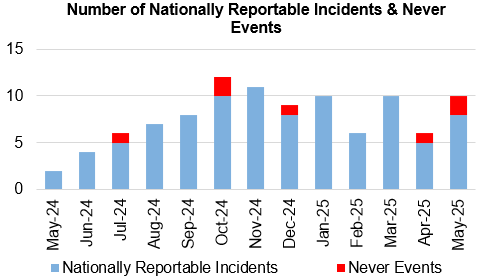 Number of Nationally Reportable Incidents & Never
Events
15
10
5
0
May-24
Jun-24
Jul-24
Aug-24
Sep-24
Oct-24
Nov-24
Dec-24
Jan-25
Feb-25
Mar-25
Apr-25
May-25
Nationally Reportable Incidents
Never Events